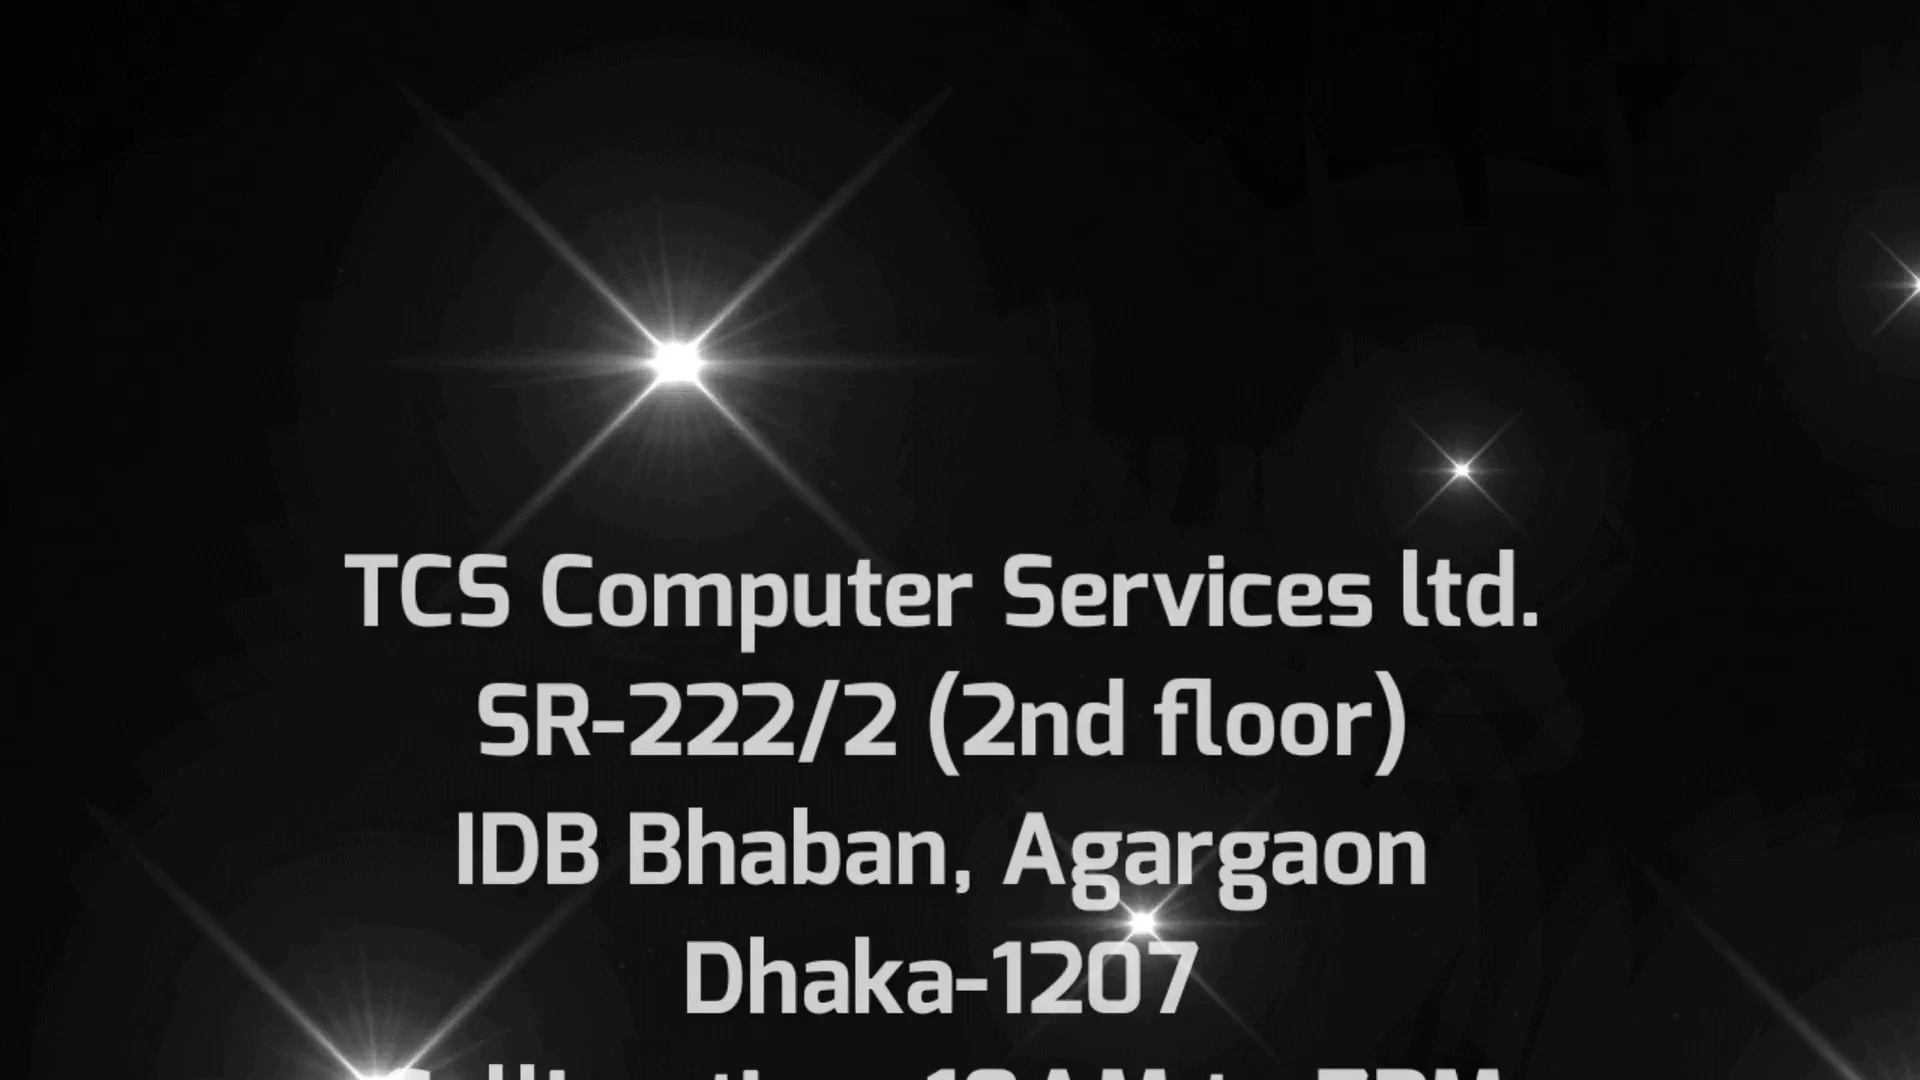 TCS Computer Services ltd.
SR-222/2 (2nd floor)
IDB Bhaban, Agargaon
Dhaka-1207